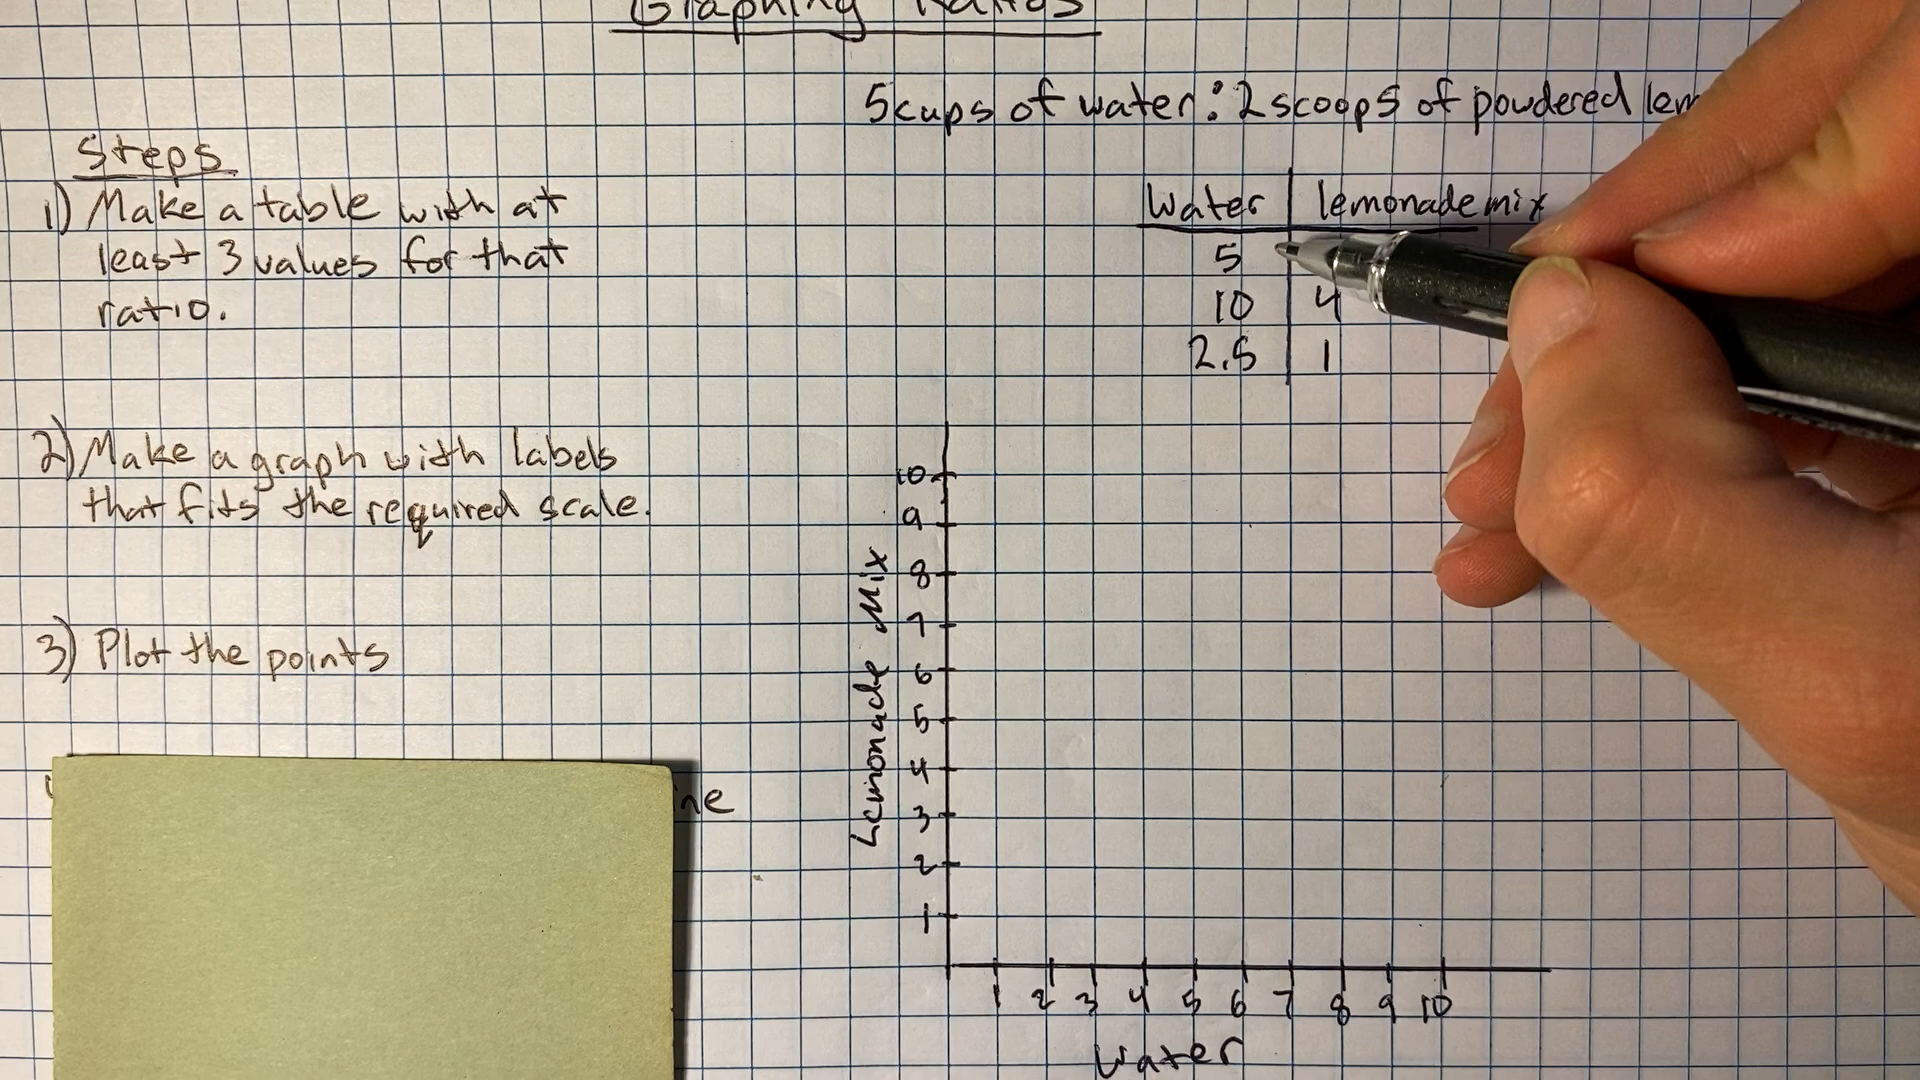 Graphing Ratios
5 cups of water : 2 scoops of powdered
Steps
1) Make a table with at
least 3 values for that
ratio.
water | lemonade mix
5
10 | 4
2.5 | 1
2) Make a graph with labels
that fits the required scale.
3) Plot the points
10
9
8
7
6
5
4
3
2
1
Lemonade Mix
1 2 3 4 5 6 7 8 9 10
Water